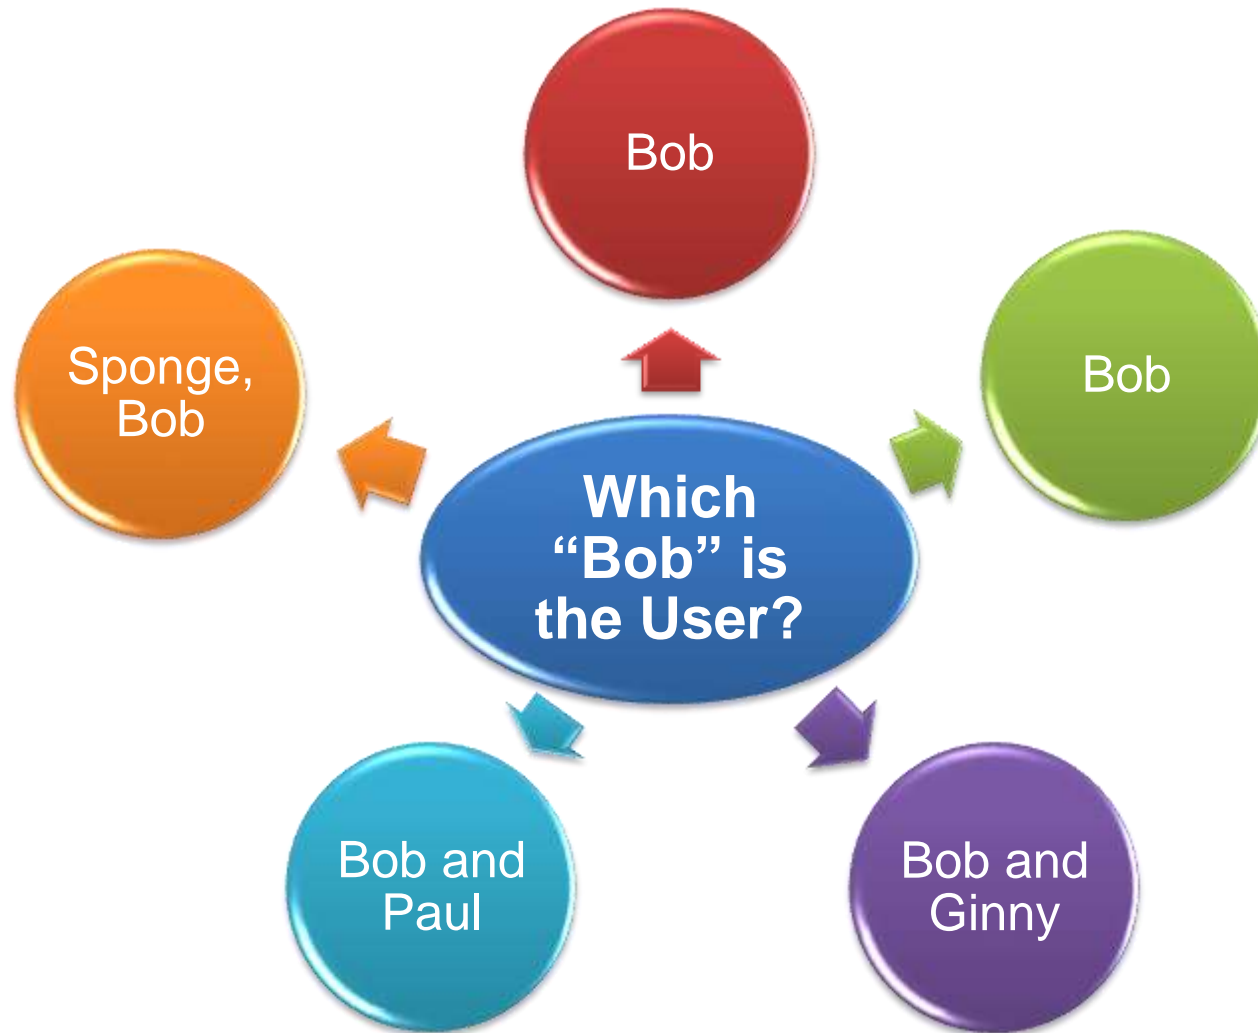 Bob
Bob
Bob and
Ginny
Bob and
Paul
Sponge,
Bob
Which
“Bob” is
the User?